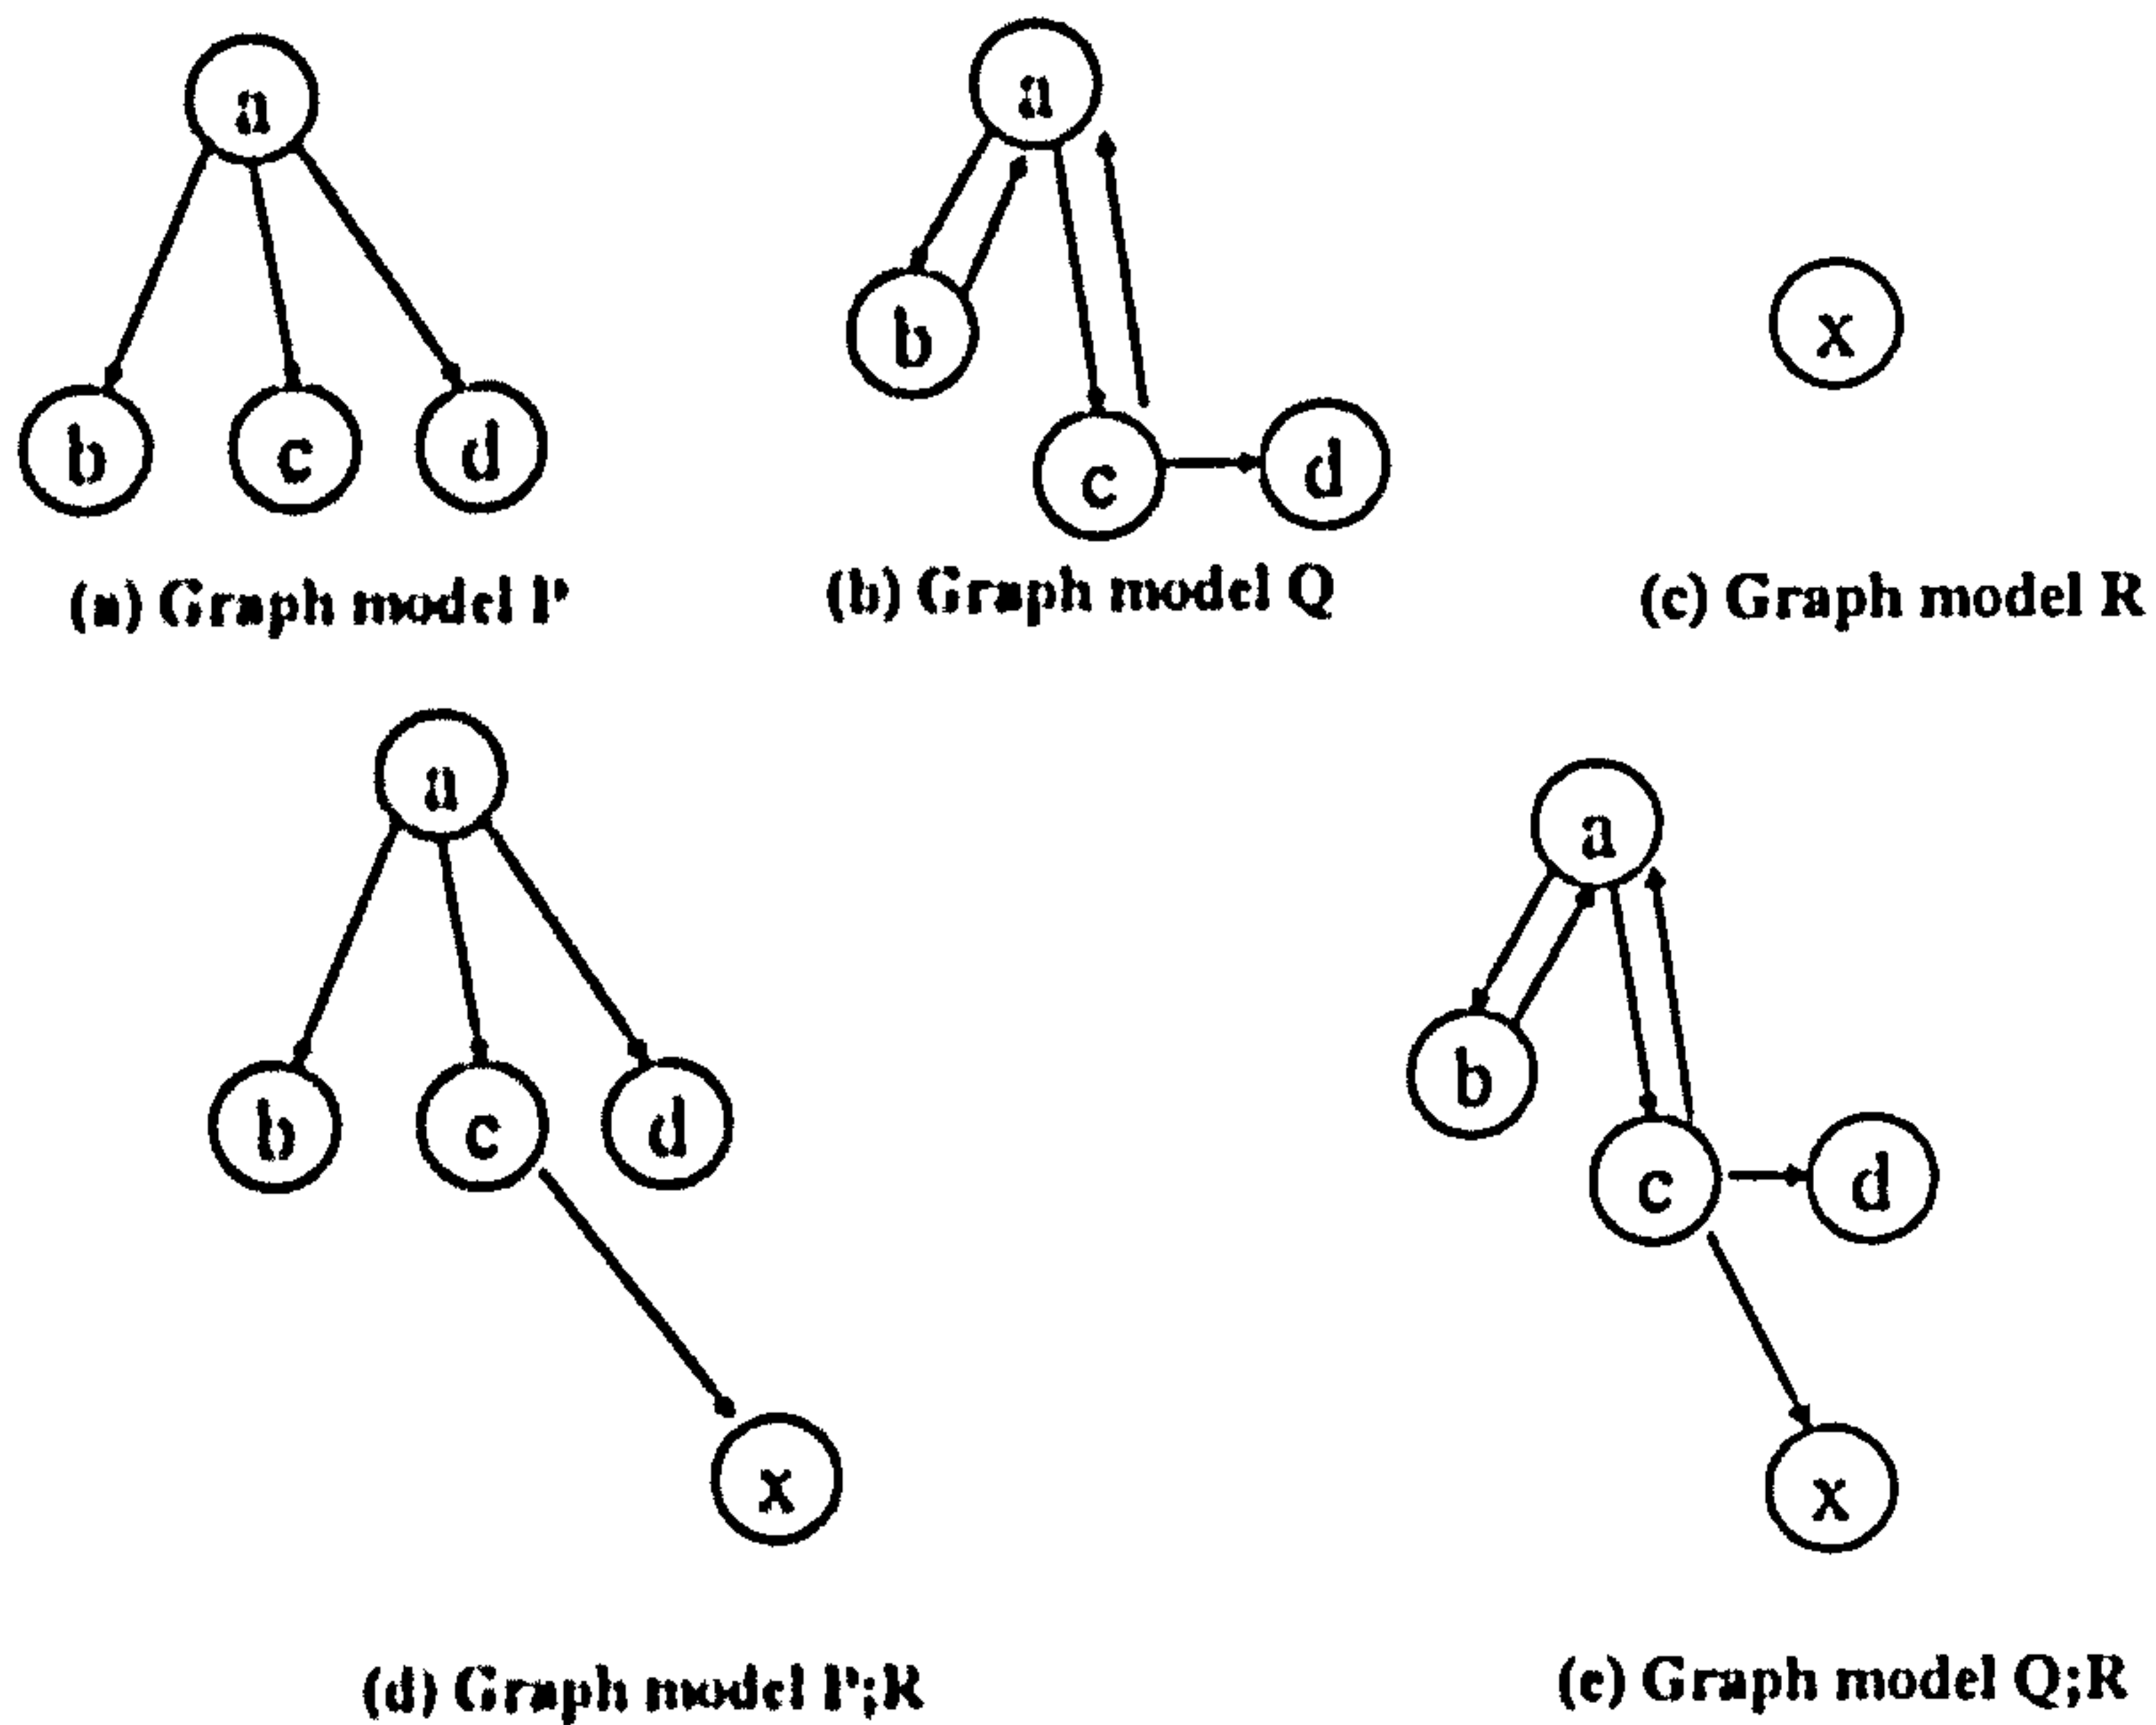 a
b
c
d
(a) Graph model P
a
b
c
d
(b) Graph model Q
x
(c) Graph model R
a
b
c
d
x
(d) Graph model P;R
a
b
c
d
x
(e) Graph model Q;R